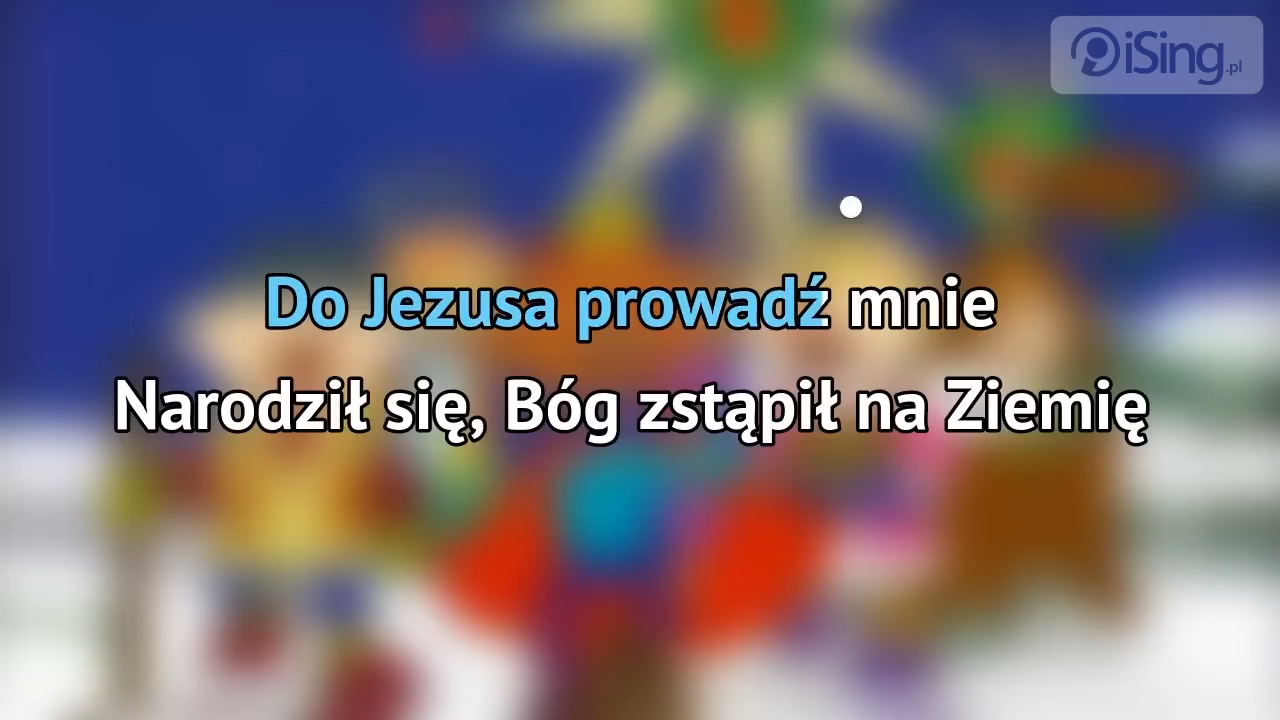 iSing.pl
Do Jezusa prowadź mnie
Narodził się, Bóg zstąpił na Ziemię